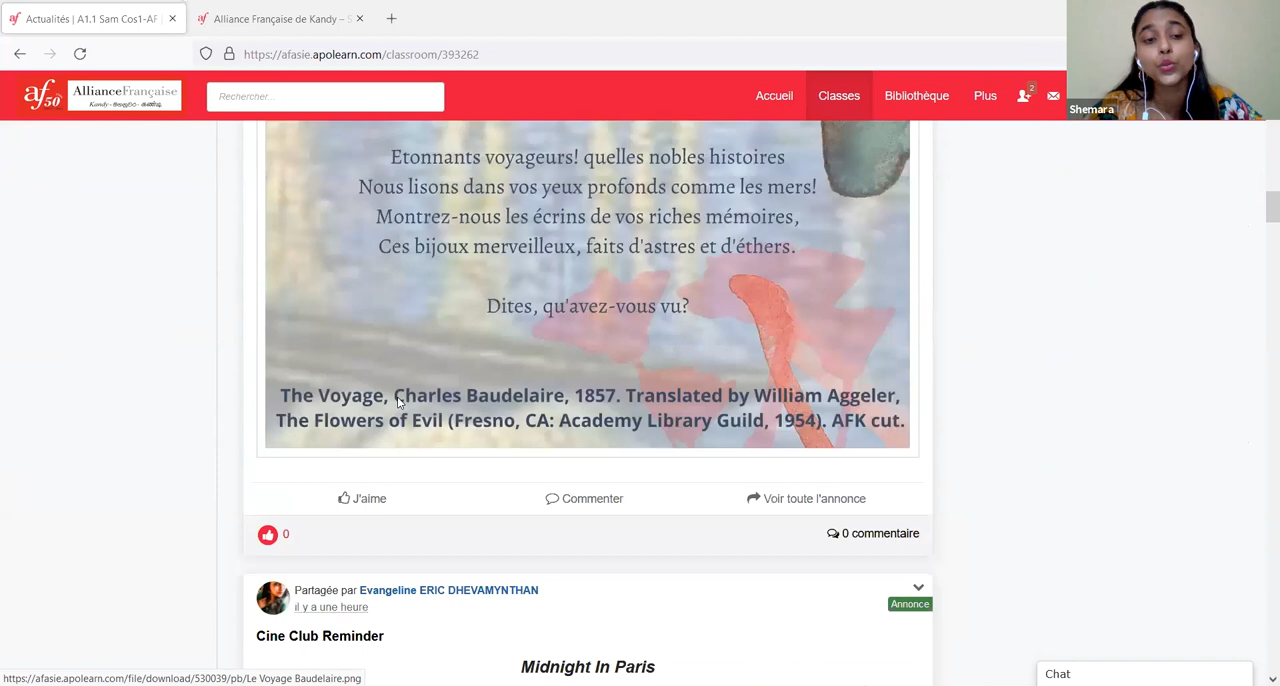 Actualités | A1.1 Sam Cos1-AF
Alliance Française de Kandy – S
https://afasie.apolearn.com/classroom/393262
af50
AllianceFrançaise
Rechercher...
Accueil
Classes
Bibliothèque
Plus
2
Shemara
Etonnants voyageurs! quelles nobles histoires
Nous lisons dans vos yeux profonds comme les mers!
Montrez-nous les écrins de vos riches mémoires,
Ces bijoux merveilleux, faits d'astres et d'éthers.
Dites, qu'avez-vous vu?
The Voyage, Charles Baudelaire, 1857. Translated by William Aggeler,
The Flowers of Evil (Fresno, CA: Academy Library Guild, 1954). AFK cut.
J'aime
Commenter
Voir toute l'annonce
0
0 commentaire
Partagée par Evangeline ERIC DHEVAMYNTHAN
il y a une heure
Annonce
Cine Club Reminder
Midnight In Paris
https://afasie.apolearn.com/file/download/530039/pb/Le Voyage Baudelaire.png
Chat